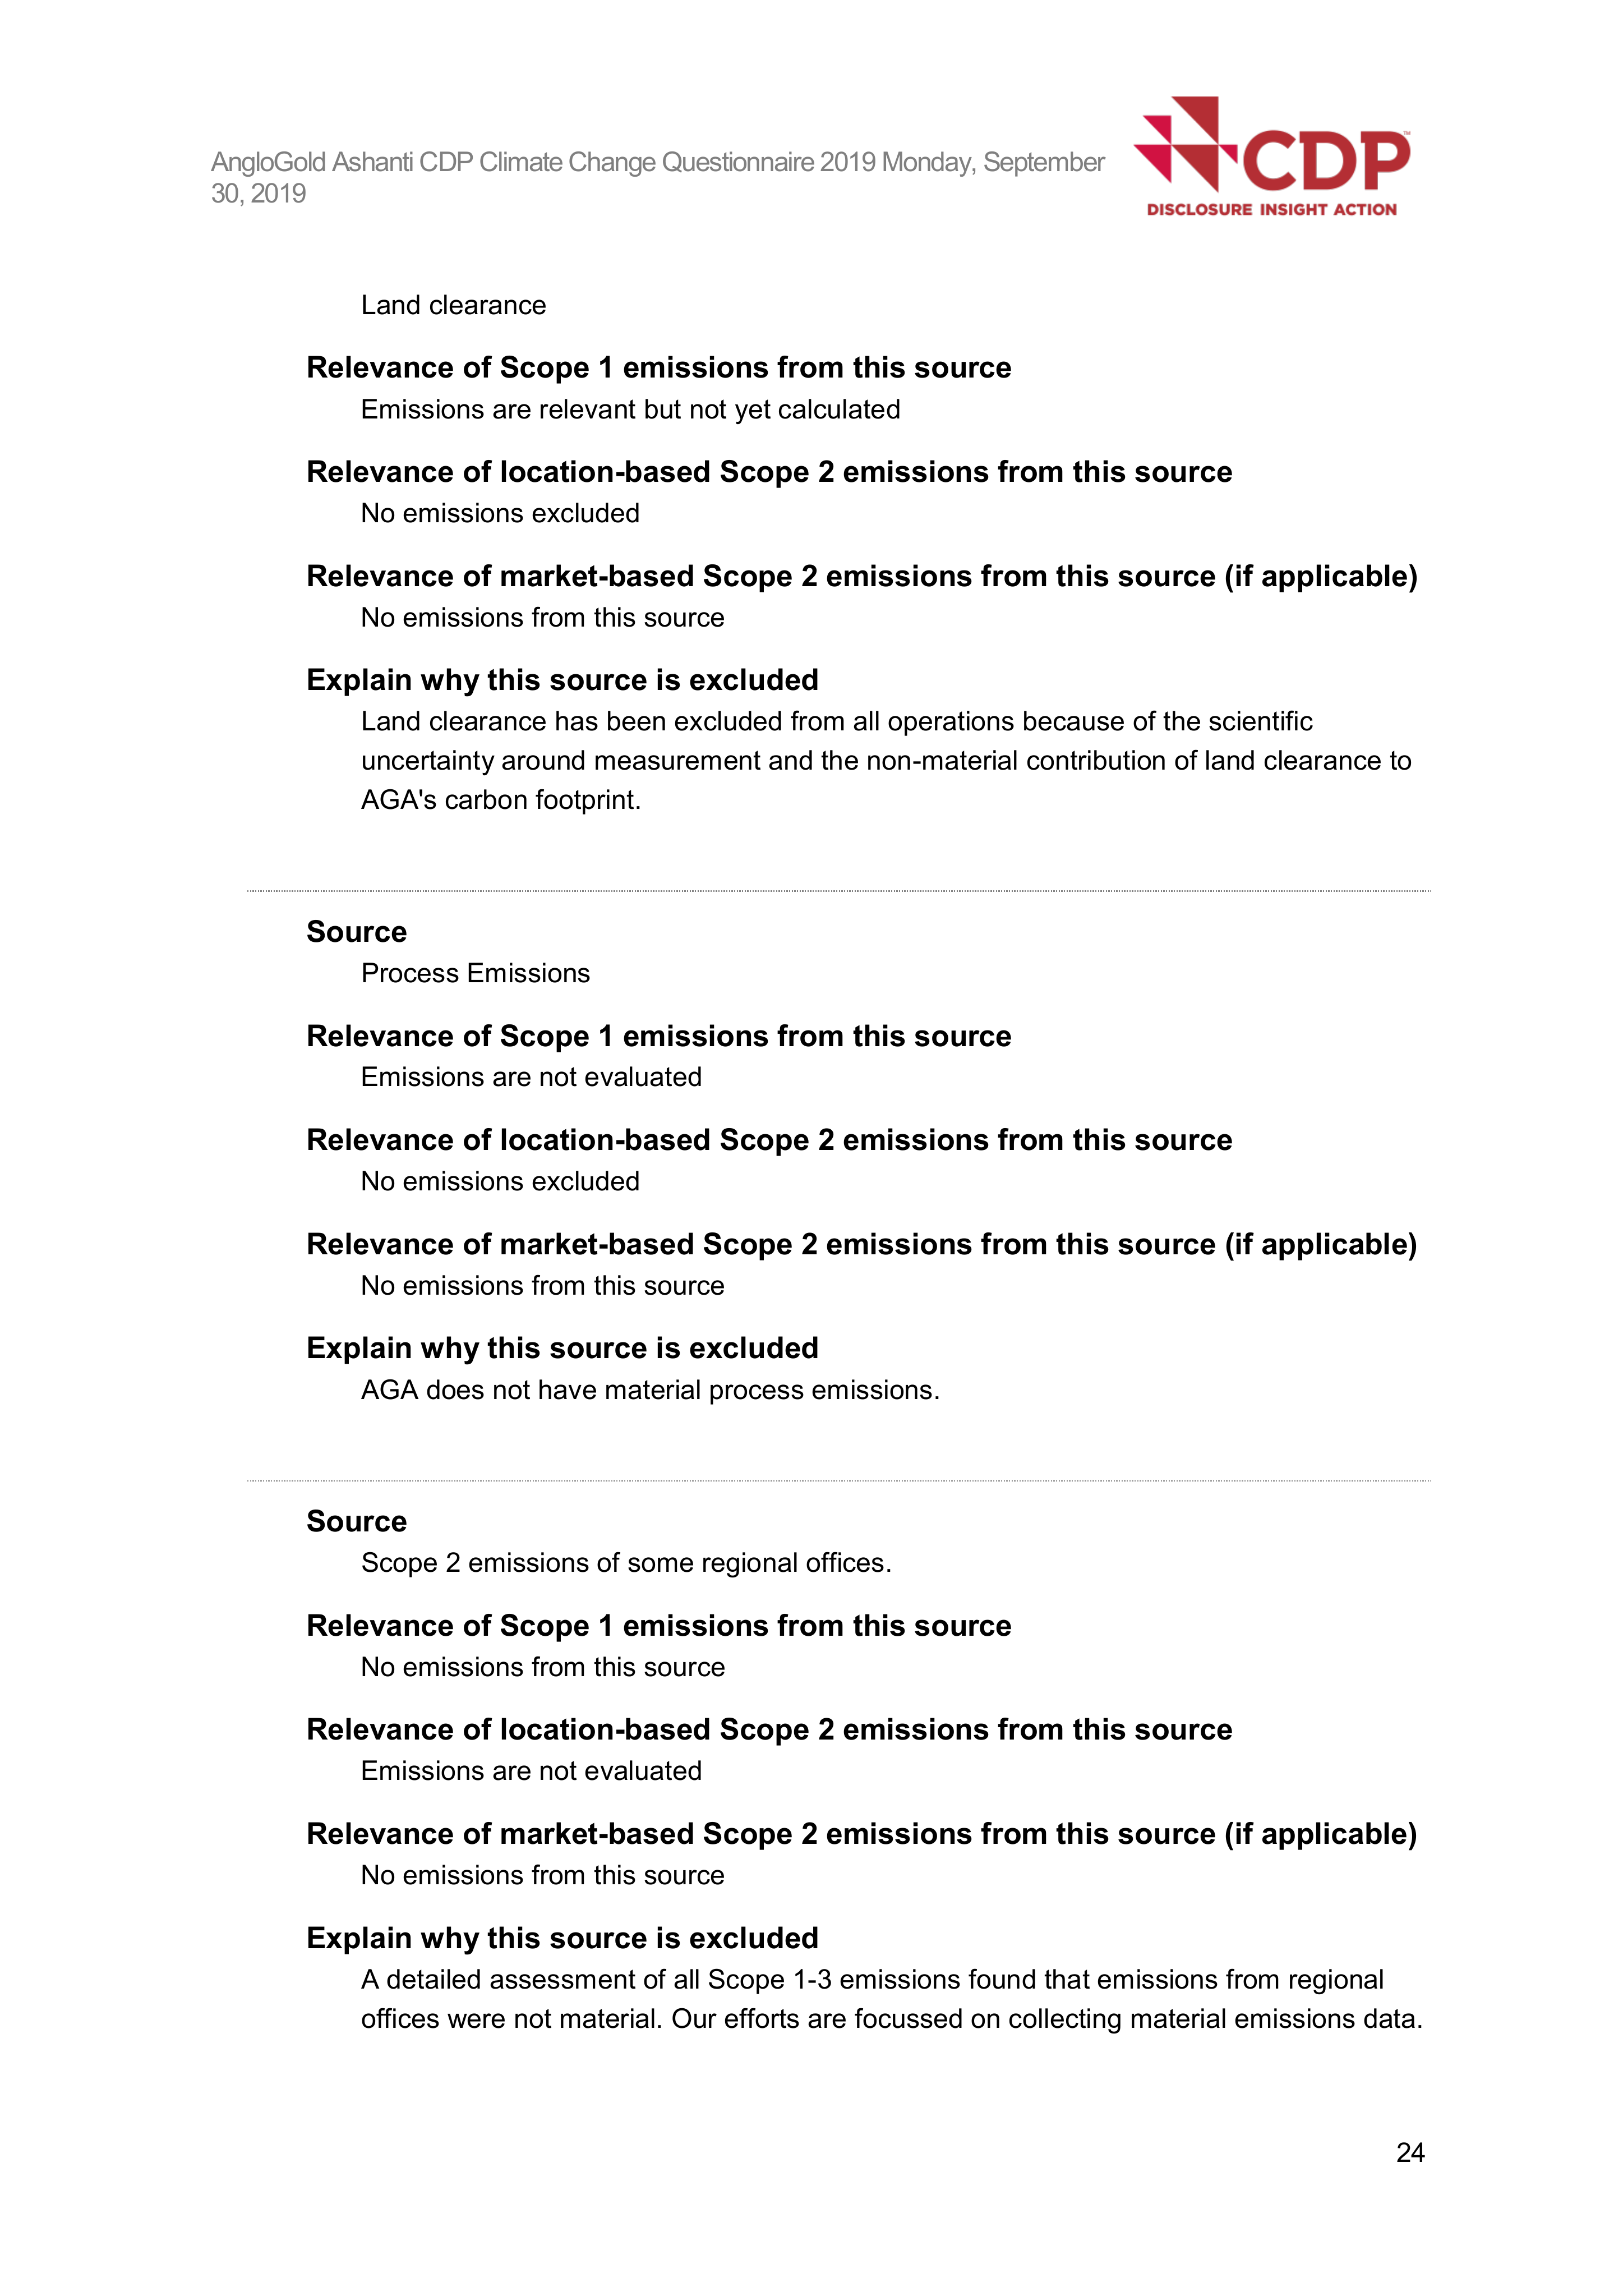 AngloGold Ashanti CDP Climate Change Questionnaire 2019 Monday, September
30, 2019
CDP™
DISCLOSURE INSIGHT ACTION
Land clearance
Relevance of Scope 1 emissions from this source
Emissions are relevant but not yet calculated
Relevance of location-based Scope 2 emissions from this source
No emissions excluded
Relevance of market-based Scope 2 emissions from this source (if applicable)
No emissions from this source
Explain why this source is excluded
Land clearance has been excluded from all operations because of the scientific
uncertainty around measurement and the non-material contribution of land clearance to
AGA's carbon footprint.
Source
Process Emissions
Relevance of Scope 1 emissions from this source
Emissions are not evaluated
Relevance of location-based Scope 2 emissions from this source
No emissions excluded
Relevance of market-based Scope 2 emissions from this source (if applicable)
No emissions from this source
Explain why this source is excluded
AGA does not have material process emissions.
Source
Scope 2 emissions of some regional offices.
Relevance of Scope 1 emissions from this source
No emissions from this source
Relevance of location-based Scope 2 emissions from this source
Emissions are not evaluated
Relevance of market-based Scope 2 emissions from this source (if applicable)
No emissions from this source
Explain why this source is excluded
A detailed assessment of all Scope 1-3 emissions found that emissions from regional
offices were not material. Our efforts are focussed on collecting material emissions data.
24